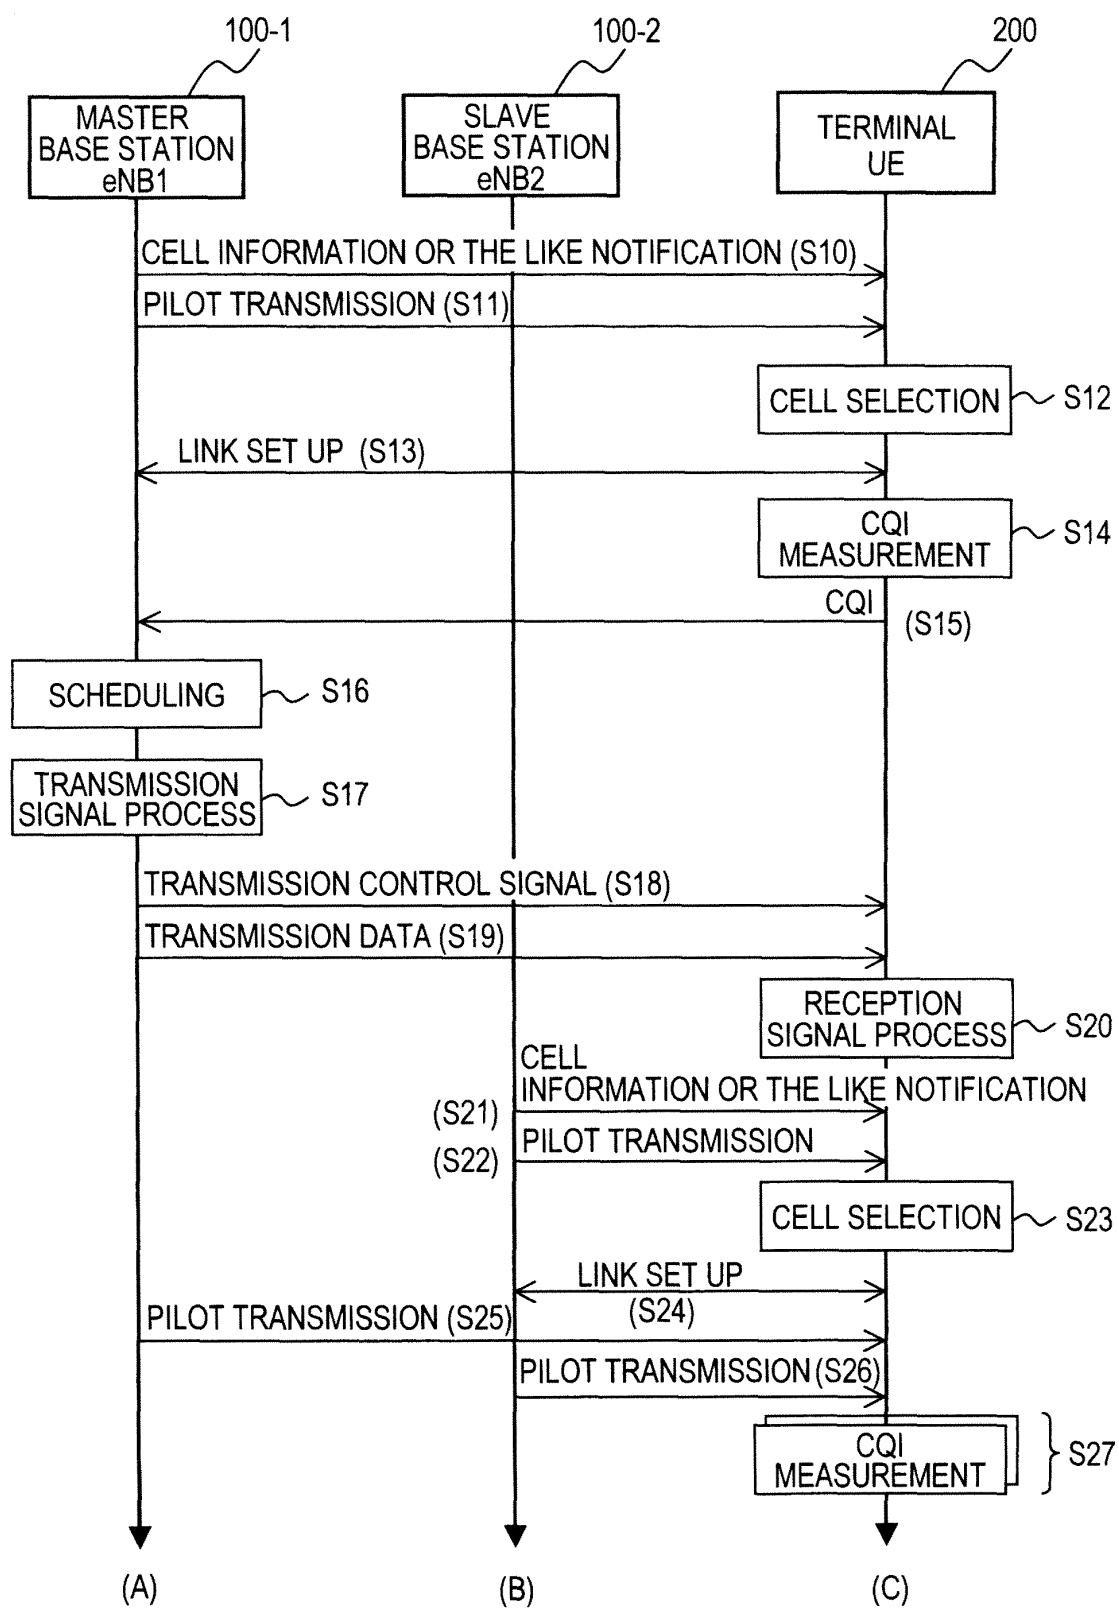 100-1
100-2
200
MASTER
BASE STATION
eNB1
SLAVE
BASE STATION
eNB2
TERMINAL
UE
CELL INFORMATION OR THE LIKE NOTIFICATION (S10)
PILOT TRANSMISSION (S11)
CELL SELECTION
S12
LINK SET UP (S13)
CQI
MEASUREMENT
S14
CQI
(S15)
SCHEDULING
S16
TRANSMISSION
SIGNAL PROCESS
S17
TRANSMISSION CONTROL SIGNAL (S18)
TRANSMISSION DATA (S19)
RECEPTION
SIGNAL PROCESS
S20
CELL
INFORMATION OR THE LIKE NOTIFICATION
(S21)
PILOT TRANSMISSION
(S22)
CELL SELECTION
S23
LINK SET UP
(S24)
PILOT TRANSMISSION (S25)
PILOT TRANSMISSION (S26)
CQI
MEASUREMENT
S27
(A)
(B)
(C)